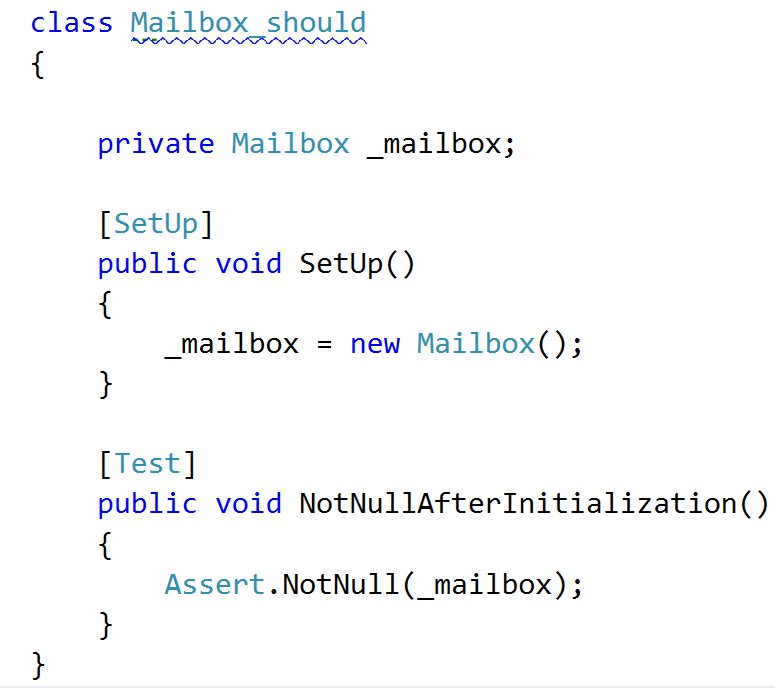 class Mailbox_should
{
private Mailbox _mailbox;
[SetUp]
public void SetUp()
{
_mailbox = new Mailbox();
}
[Test]
public void NotNullAfterInitialization()
{
Assert.NotNull(_mailbox);
}
}